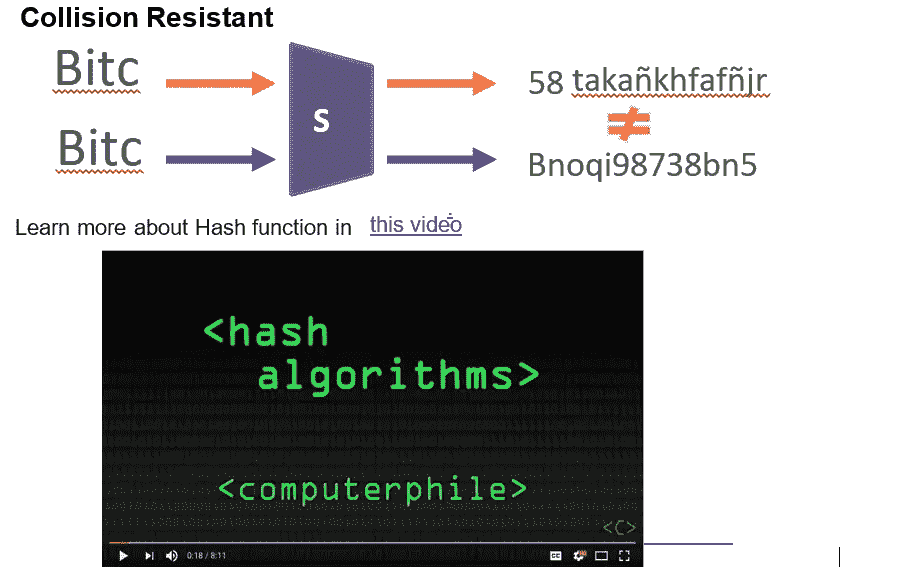 Collision Resistant
Bitc
S
58 takañkhfafñjr
≠
Bitc
Bnoqi98738bn5
Learn more about Hash function in this video
<hash
algorithms>
<computerphile>
<C>
0:18 / 8:11
CC